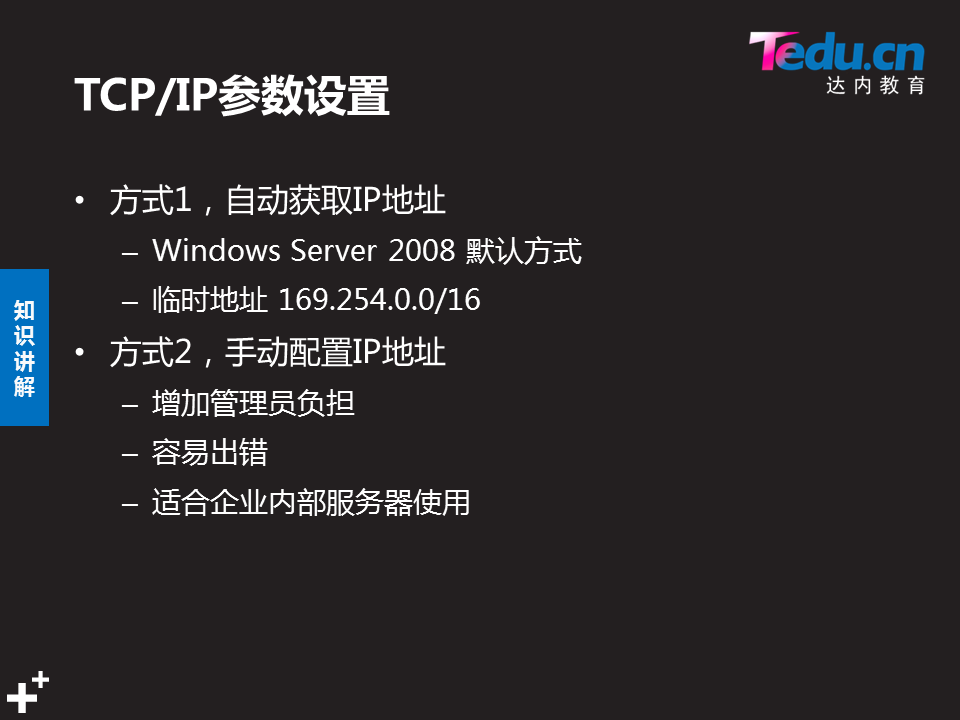 Tedu.cn
达内教育
TCP/IP参数设置
• 方式1，自动获取IP地址
– Windows Server 2008 默认方式
– 临时地址 169.254.0.0/16
• 方式2，手动配置IP地址
– 增加管理员负担
– 容易出错
– 适合企业内部服务器使用
知
识
讲
解